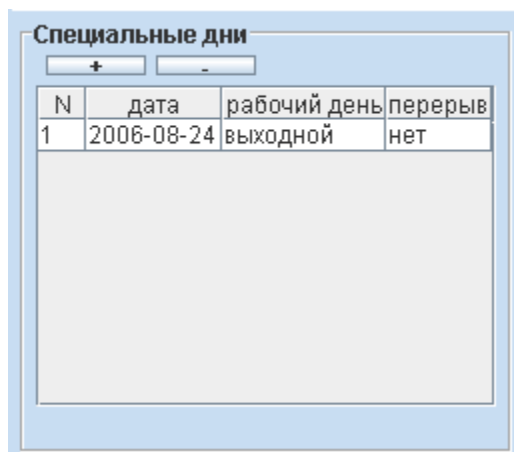 Специальные дни
+ -
N дата рабочий день перерыв
1 2006-08-24 выходной нет